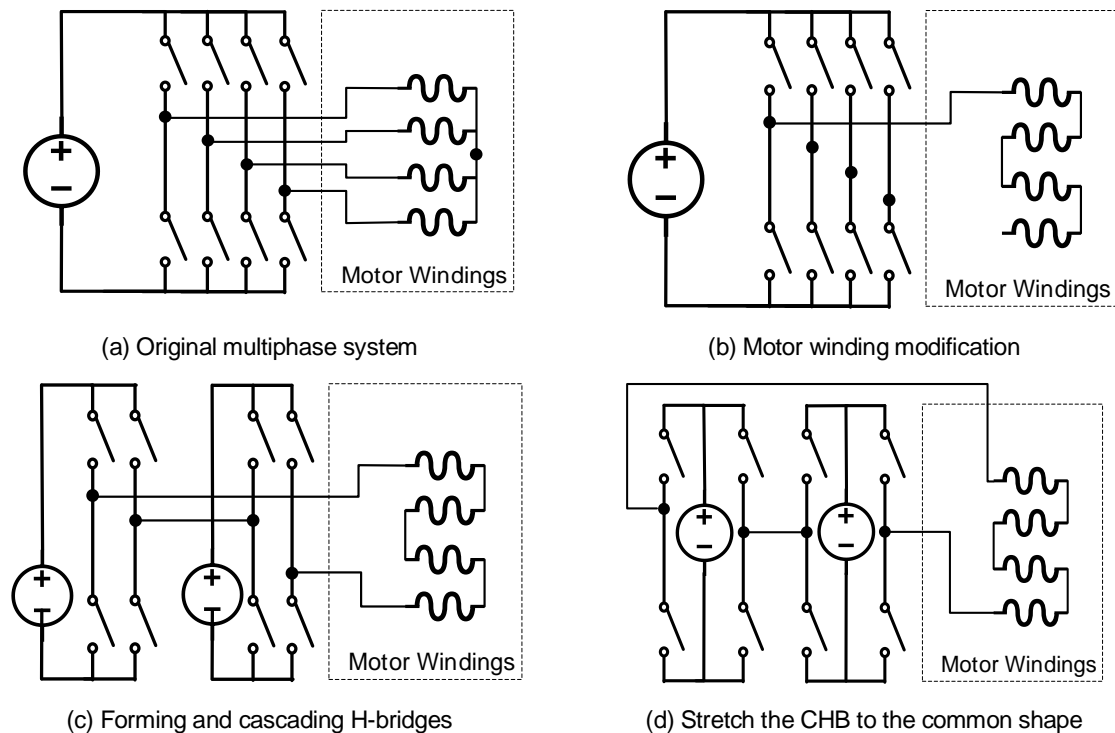 Motor Windings
(a) Original multiphase system
Motor Windings
(b) Motor winding modification
Motor Windings
(c) Forming and cascading H-bridges
Motor Windings
(d) Stretch the CHB to the common shape